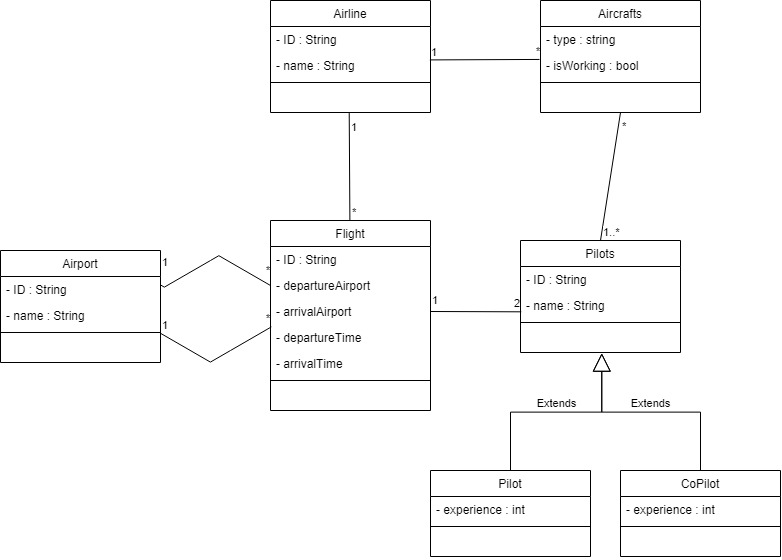 Airline
- ID : String
- name : String
Aircrafts
- type : string
- isWorking : bool
1
*
1
*
*
1..*
Airport
- ID : String
- name : String
1
*
1
*
Flight
- ID : String
- departureAirport
- arrivalAirport
- departureTime
- arrivalTime
1
2
Pilots
- ID : String
- name : String
Extends
Extends
Pilot
- experience : int
CoPilot
- experience : int